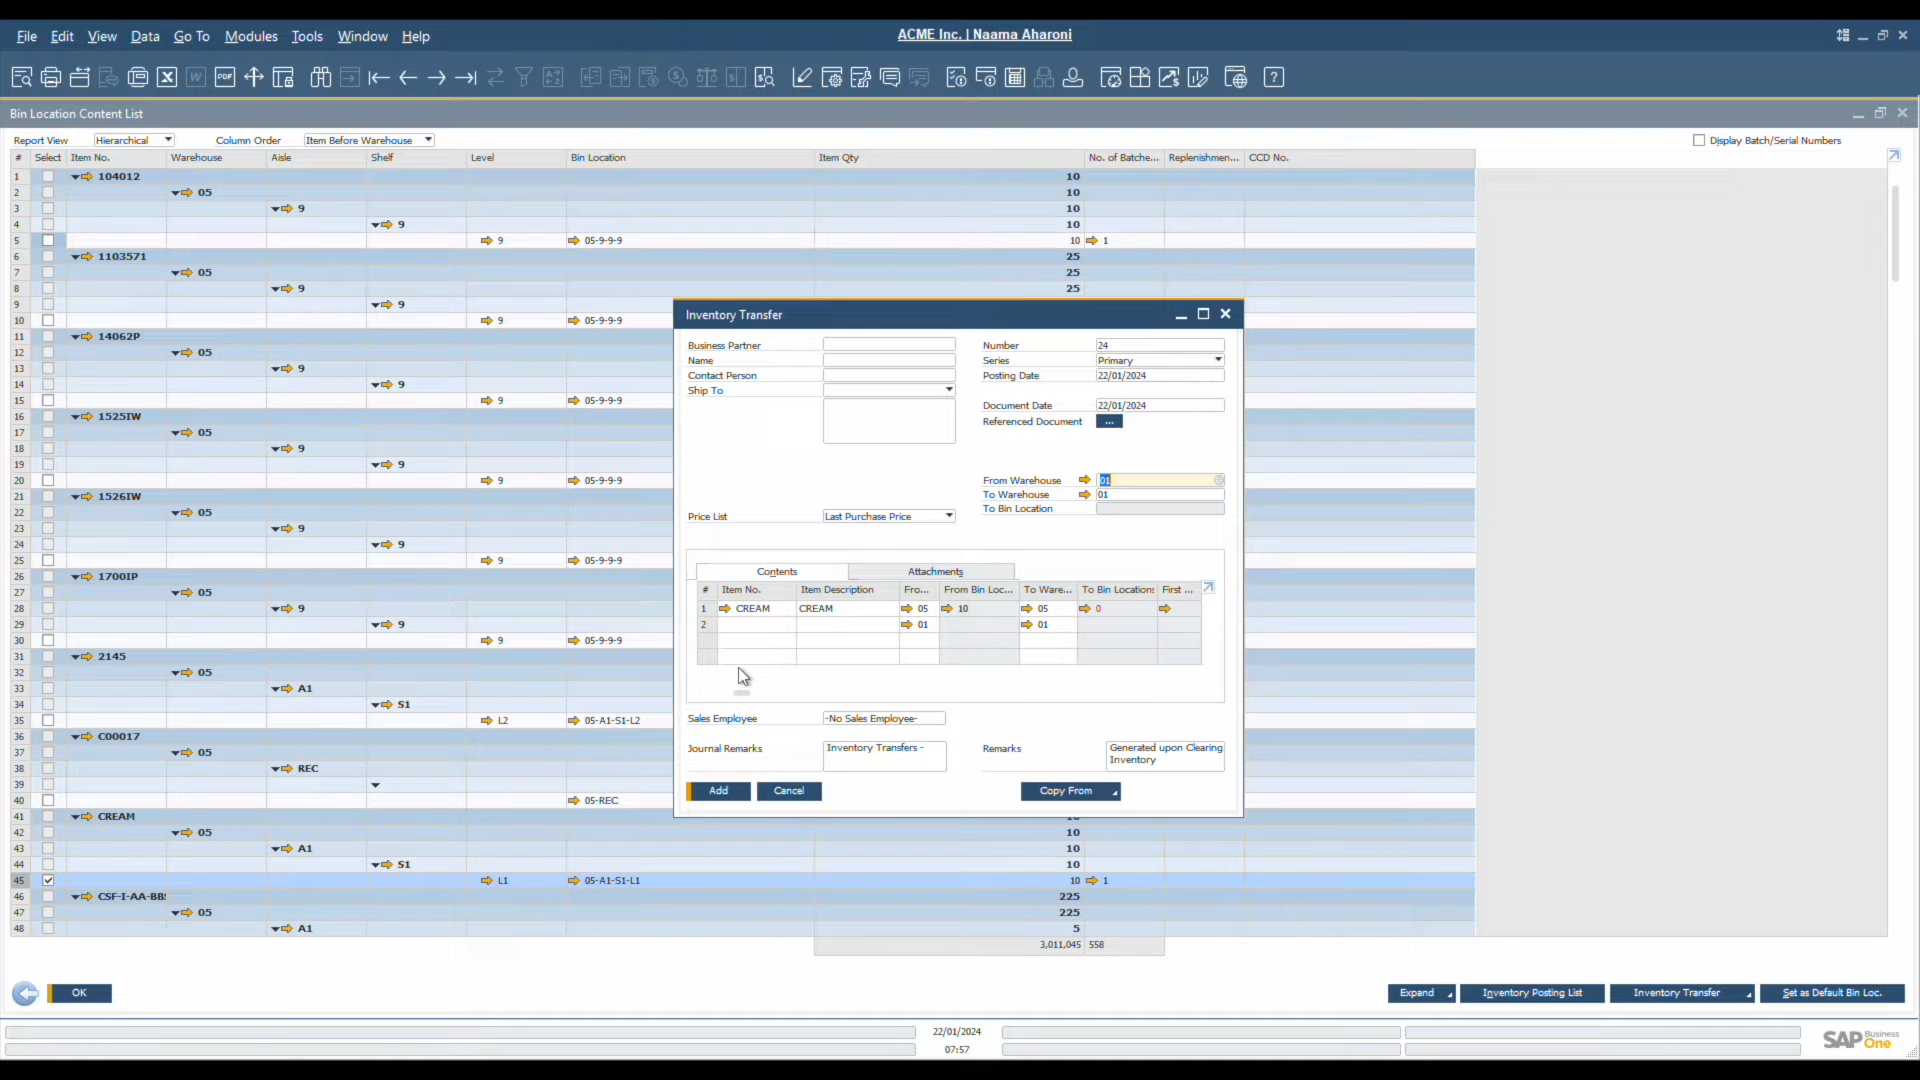 File Edit View Data Go To Modules Tools Window Help
ACME Inc. | Naama Aharoni
Bin Location Content List
Report View Hierarchical Column Order Item Before Warehouse Display Batch/Serial Numbers
# Select Item No. Warehouse Aisle Shelf Level Bin Location Item Qty No. of Batche... Replenishmen... CCD No.
1 104012 10
2 05 10
3 9 10
4 9 10
5 9 05-9-9-9 10 1
6 1103571 25
7 05 25
8 9 25
9 9
10 9 05-9-9-9
11 14062P
12 05
13 9
14 9
15 9 05-9-9-9
16 1525IW
17 05
18 9
19 9
20 9 05-9-9-9
21 1526IW
22 05
23 9
24 9
25 9 05-9-9-9
26 1700IP
27 05
28 9
29 9
30 9 05-9-9-9
31 2145
32 05
33 A1
34 S1
35 L2 05-A1-S1-L2
36 C00017
37 05
38 REC
39
40 05-REC
41 CREAM
42 05 10
43 A1 10
44 S1 10
45 L1 05-A1-S1-L1 10 1
46 CSF-I-AA-BB 225
47 05 225
48 A1 5
3,011,045 558
Inventory Transfer
Business Partner
Name
Contact Person
Ship To
Number 24
Series Primary
Posting Date 22/01/2024
Document Date 22/01/2024
Referenced Document ...
From Warehouse 01
To Warehouse 01
To Bin Location
Price List Last Purchase Price
Contents Attachments
# Item No. Item Description Fro... From Bin Loc... To Ware... To Bin Locations First ...
1 CREAM CREAM 05 10 05 0
2 01 01
Sales Employee -No Sales Employee-
Journal Remarks Inventory Transfers -
Remarks Generated upon Clearing
Inventory
Add Cancel Copy From
OK Expand Inventory Posting List Inventory Transfer Set as Default Bin Loc.
22/01/2024
07:57
SAP Business One